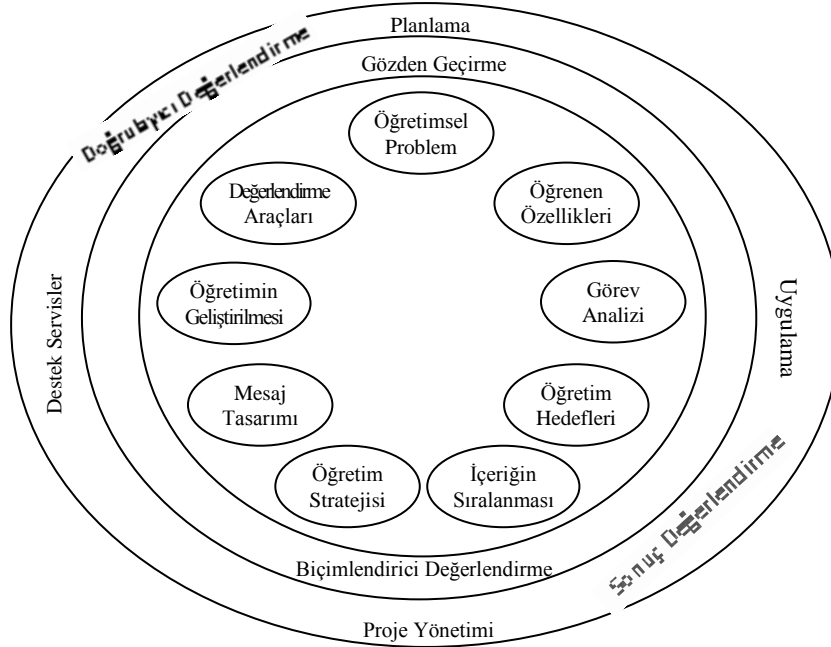 Planlama
Doğrulayıcı Değerlendirme
Gözden Geçirme
Öğretimsel
Problem
Değerlendirme
Araçları
Öğrenen
Özellikleri
Öğretimin
Geliştirilmesi
Görev
Analizi
Destek Servisler
Uygulama
Mesaj
Tasarımı
Öğretim
Hedefleri
Öğretim
Stratejisi
İçeriğin
Sıralanması
Sonuç Değerlendirme
Biçimlendirici Değerlendirme
Proje Yönetimi